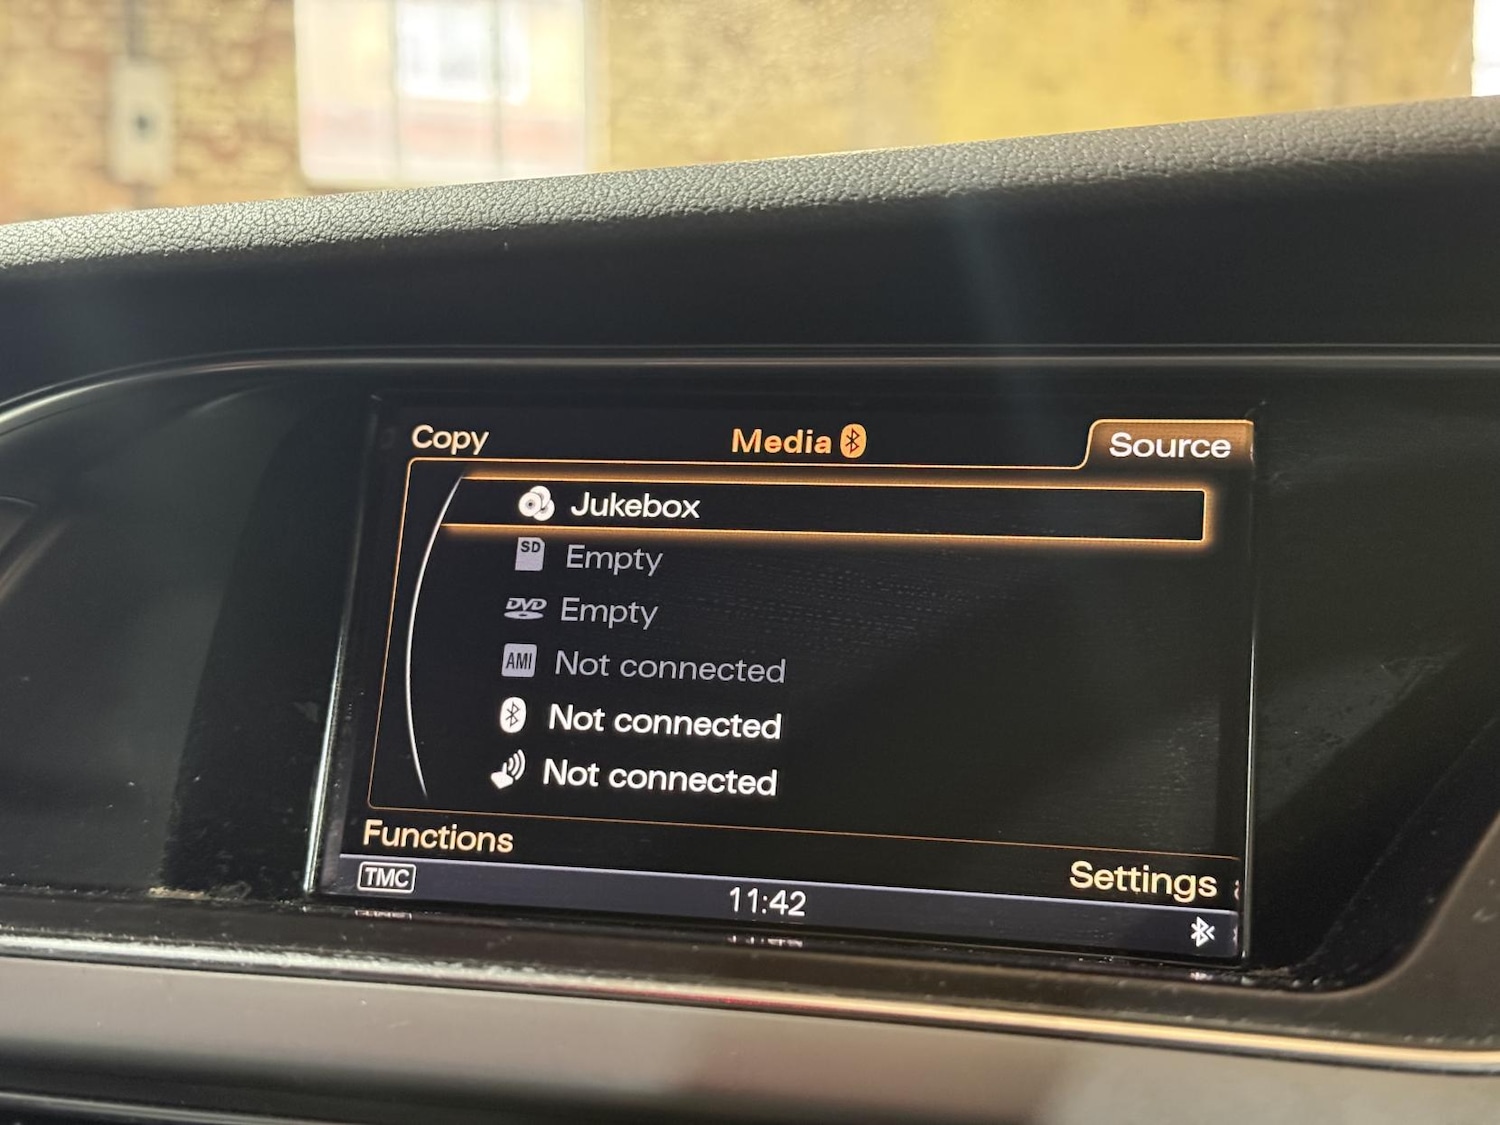 Copy Media Source
Jukebox
SD Empty
DVD Empty
AMI Not connected
Not connected
Not connected
Functions
Settings
TMC 11:42